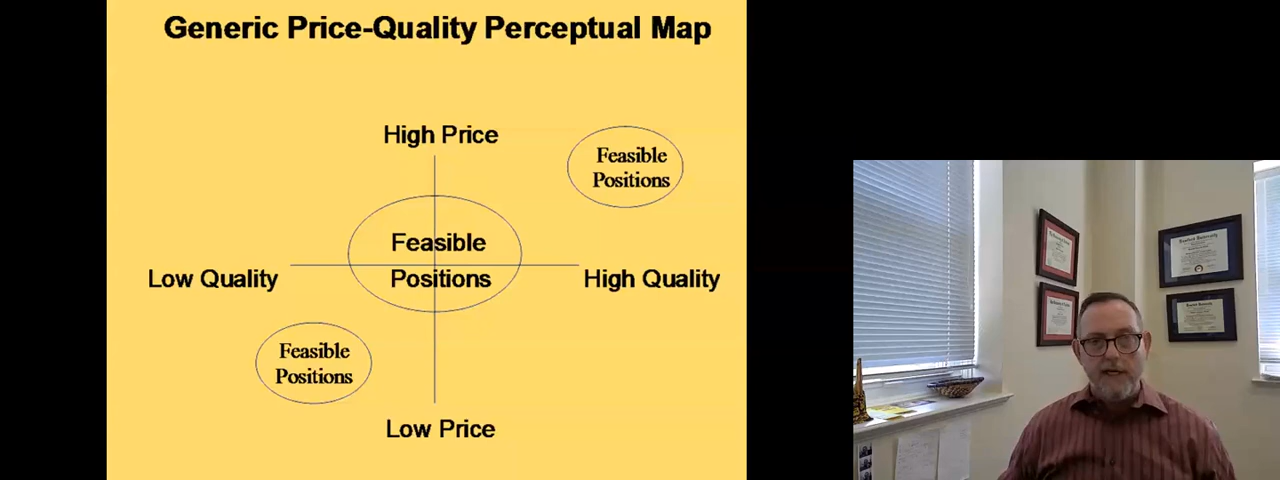 Generic Price-Quality Perceptual Map
High Price
Feasible
Positions
Feasible
Positions
Low Quality
High Quality
Feasible
Positions
Low Price